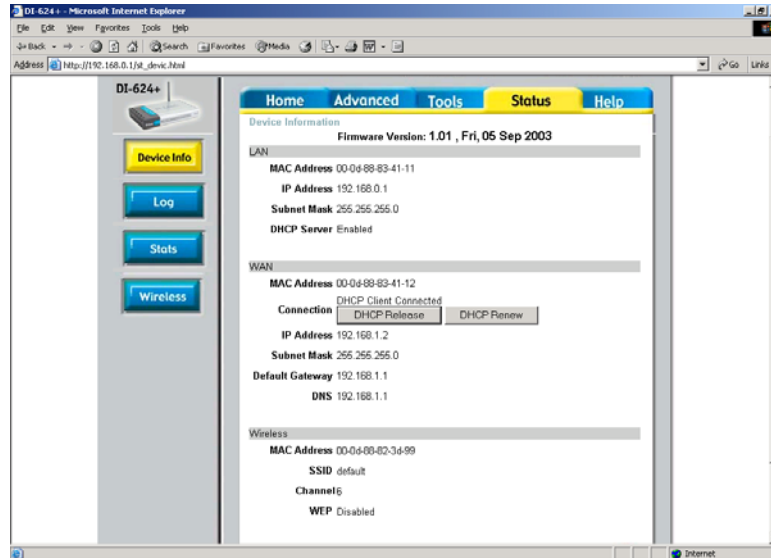 DI-624+ - Microsoft Internet Explorer
File Edit View Favorites Tools Help
Back Search Favorites Media
Address http://192.168.0.1/st_devic.html Go Links
DI-624+
Home Advanced Tools Status Help
Device Info
Log
Stats
Wireless
Device Information
Firmware Version: 1.01 , Fri, 05 Sep 2003
LAN
MAC Address 00-0d-88-83-41-11
IP Address 192.168.0.1
Subnet Mask 255.255.255.0
DHCP Server Enabled
WAN
MAC Address 00-0d-88-83-41-12
DHCP Client Connected
Connection DHCP Release DHCP Renew
IP Address 192.168.1.2
Subnet Mask 255.255.255.0
Default Gateway 192.168.1.1
DNS 192.168.1.1
Wireless
MAC Address 00-0d-88-82-3d-99
SSID default
Channel 6
WEP Disabled
Internet